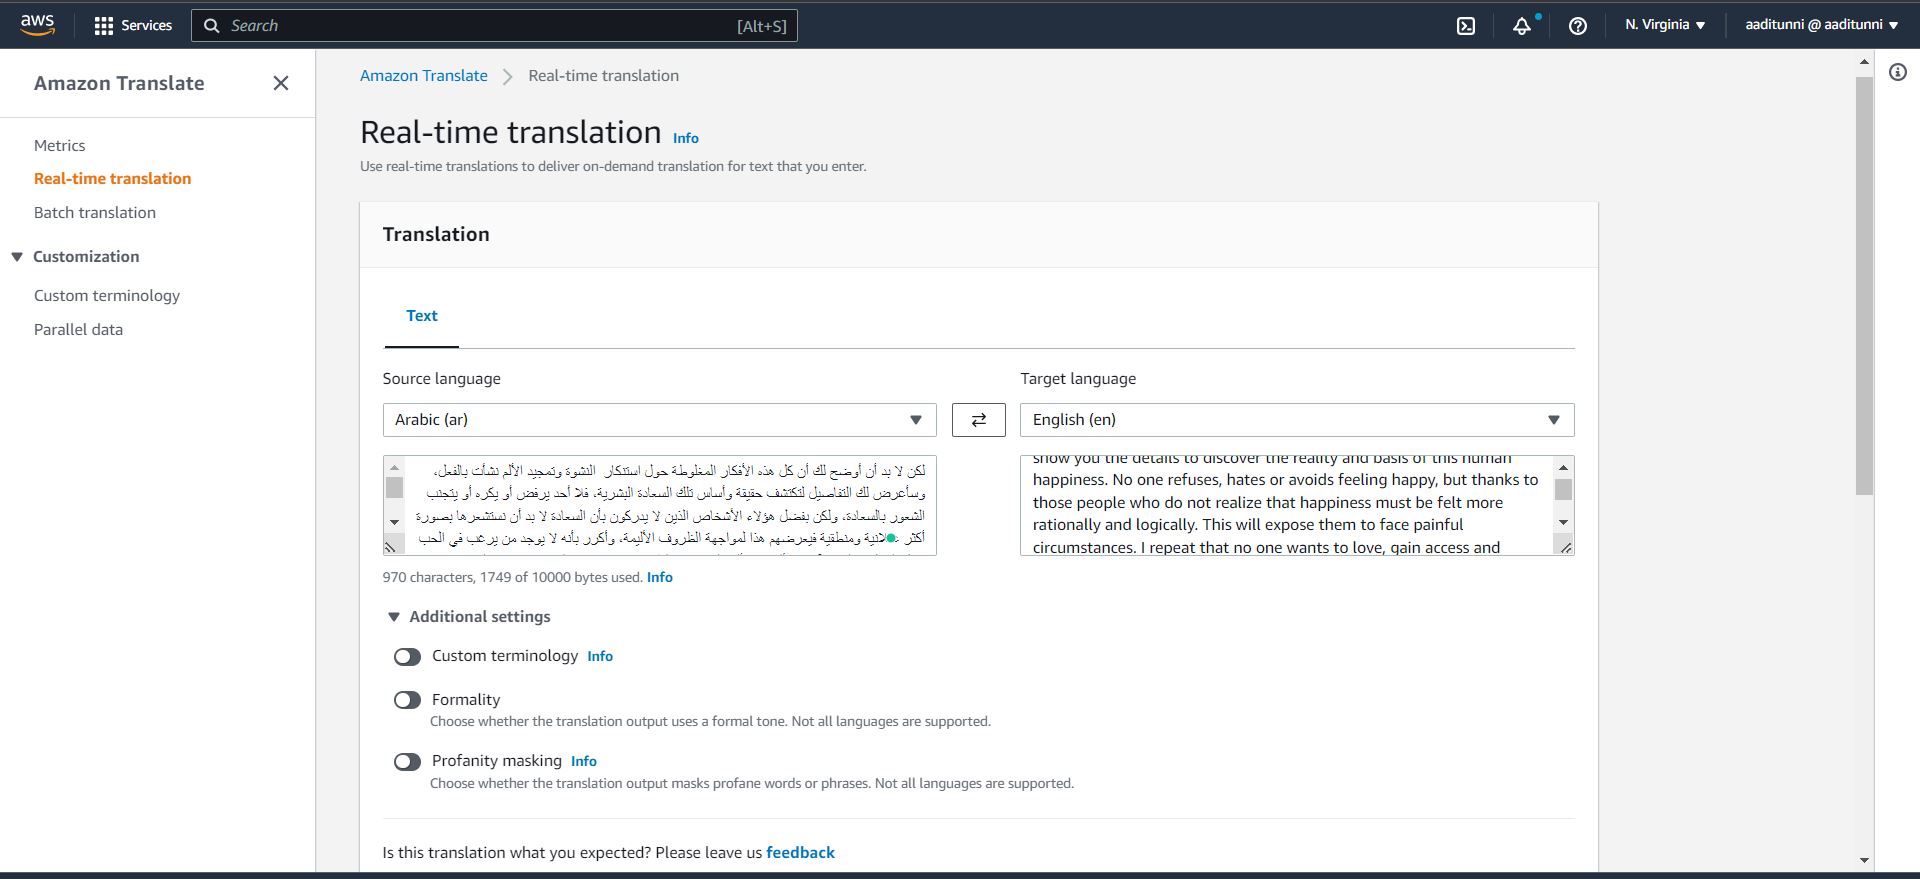 aws
Services
Search
[Alt+S]
N. Virginia
aaditunni @ aaditunni
Amazon Translate
Metrics
Real-time translation
Batch translation
Customization
Custom terminology
Parallel data
Amazon Translate
Real-time translation
Real-time translation Info
Use real-time translations to deliver on-demand translation for text that you enter.
Translation
Text
Source language
Target language
Arabic (ar)
English (en)
لكن لا بد أن أوضح لك أن كل هذه الأفكار المغلوطة حول استنكار النشوة وتمجيد الألم نشأت بالفعل،
وسأعرض لك التفاصيل لتكتشف حقيقة وأساس تلك السعادة البشرية، فلا أحد يرفض أو يكره أو يتجنب
الشعور بالسعادة، ولكن بفضل هؤلاء الأشخاص الذين لا يدركون بأن السعادة لا بد أن نستشعرها بصورة
أكثر ومنطقية فيعرضهم هذا لمواجهة الظروف الأليمة، وأكرر بأنه لا يوجد من يرغب في الحب
show you the details to discover the reality and basis of this human
happiness. No one refuses, hates or avoids feeling happy, but thanks to
those people who do not realize that happiness must be felt more
rationally and logically. This will expose them to face painful
circumstances. I repeat that no one wants to love, gain access and
970 characters, 1749 of 10000 bytes used. Info
Additional settings
Custom terminology Info
Formality
Choose whether the translation output uses a formal tone. Not all languages are supported.
Profanity masking Info
Choose whether the translation output masks profane words or phrases. Not all languages are supported.
Is this translation what you expected? Please leave us feedback